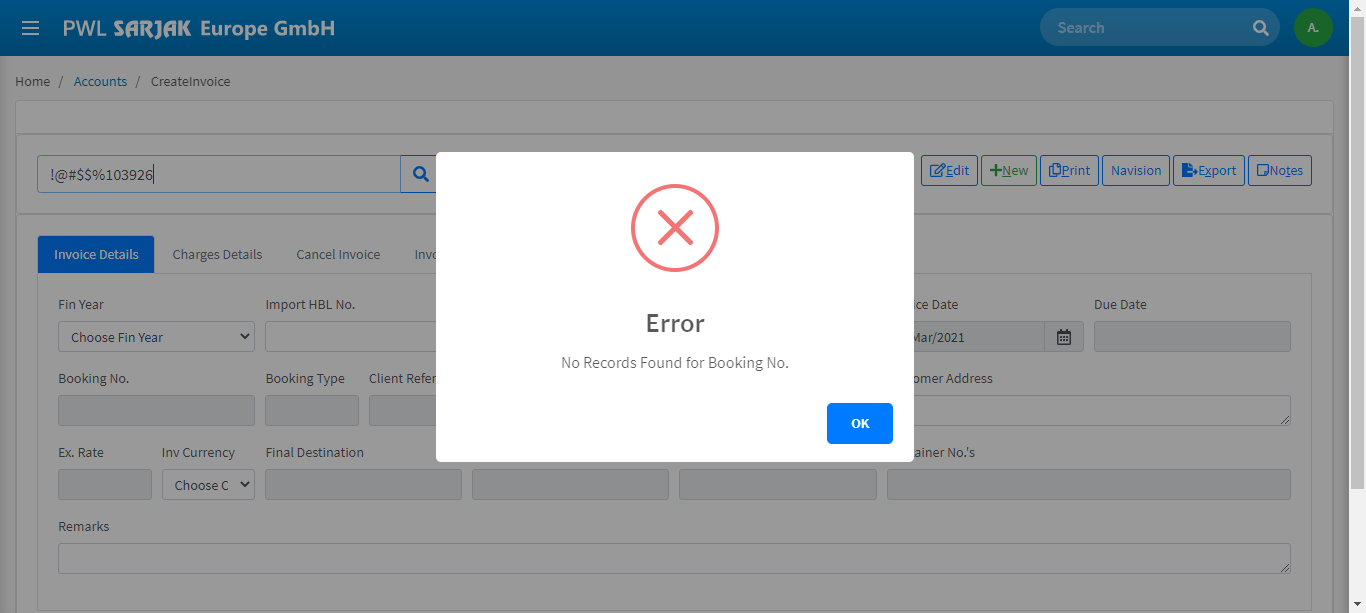 PWL SARJAK Europe GmbH
Search
A.
Home / Accounts / CreateInvoice
!@#$$%103926
Edit
New
Print
Navision
Export
Notes
Invoice Details
Charges Details
Cancel Invoice
Fin Year
Import HBL No.
Date
Due Date
Choose Fin Year
Mar/2021
Error
No Records Found for Booking No.
OK
Booking No.
Booking Type
Client Refer
Address
Ex. Rate
Inv Currency
Final Destination
ainer No.'s
Choose C
Remarks